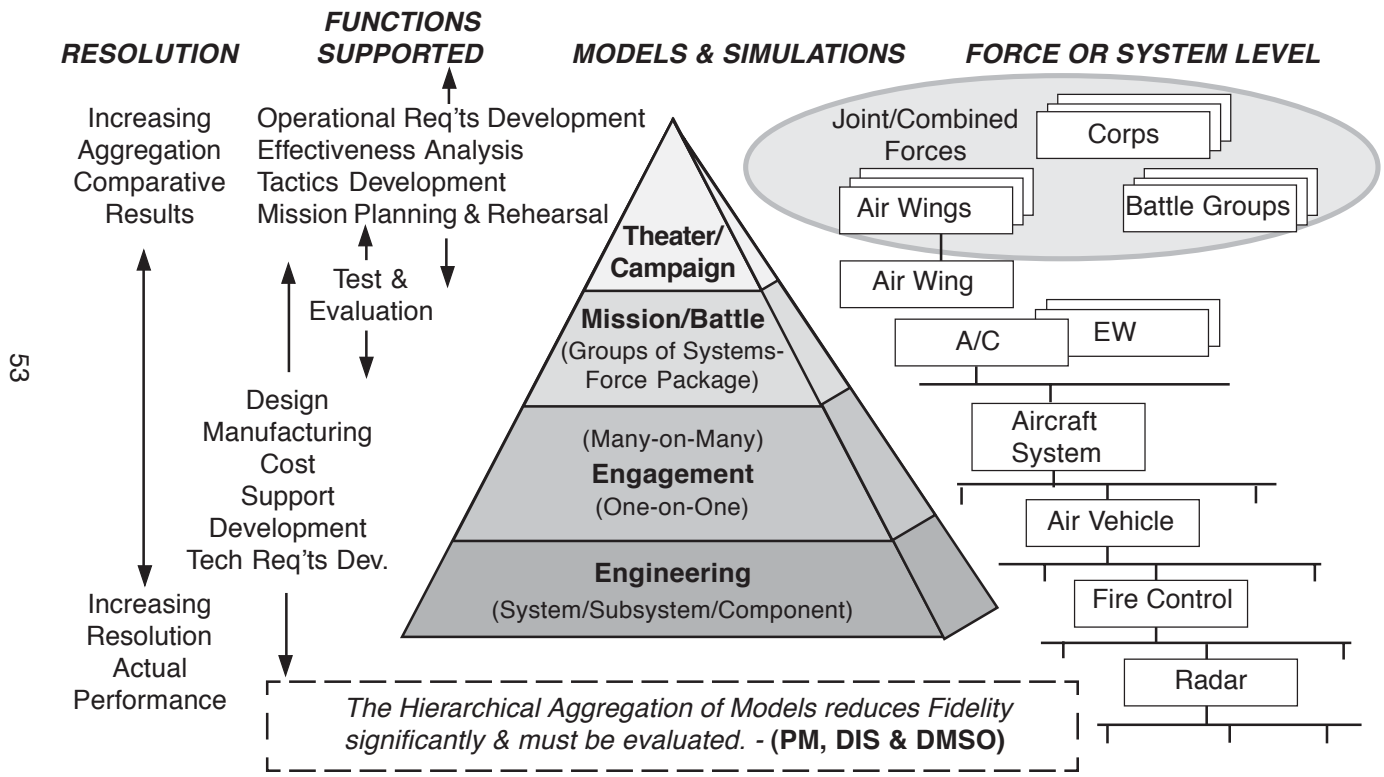 RESOLUTION
FUNCTIONS
SUPPORTED
MODELS & SIMULATIONS
FORCE OR SYSTEM LEVEL
Increasing
Aggregation
Comparative
Results
Operational Req'ts Development
Effectiveness Analysis
Tactics Development
Mission Planning & Rehearsal
Test &
Evaluation
Design
Manufacturing
Cost
Support
Development
Tech Req'ts Dev.
Increasing
Resolution
Actual
Performance
Theater/
Campaign
Mission/Battle
(Groups of Systems-
Force Package)
(Many-on-Many)
Engagement
(One-on-One)
Engineering
(System/Subsystem/Component)
Joint/Combined
Forces
Corps
Air Wings
Battle Groups
Air Wing
A/C
EW
Aircraft
System
Air Vehicle
Fire Control
Radar
The Hierarchical Aggregation of Models reduces Fidelity
significantly & must be evaluated. - (PM, DIS & DMSO)
53